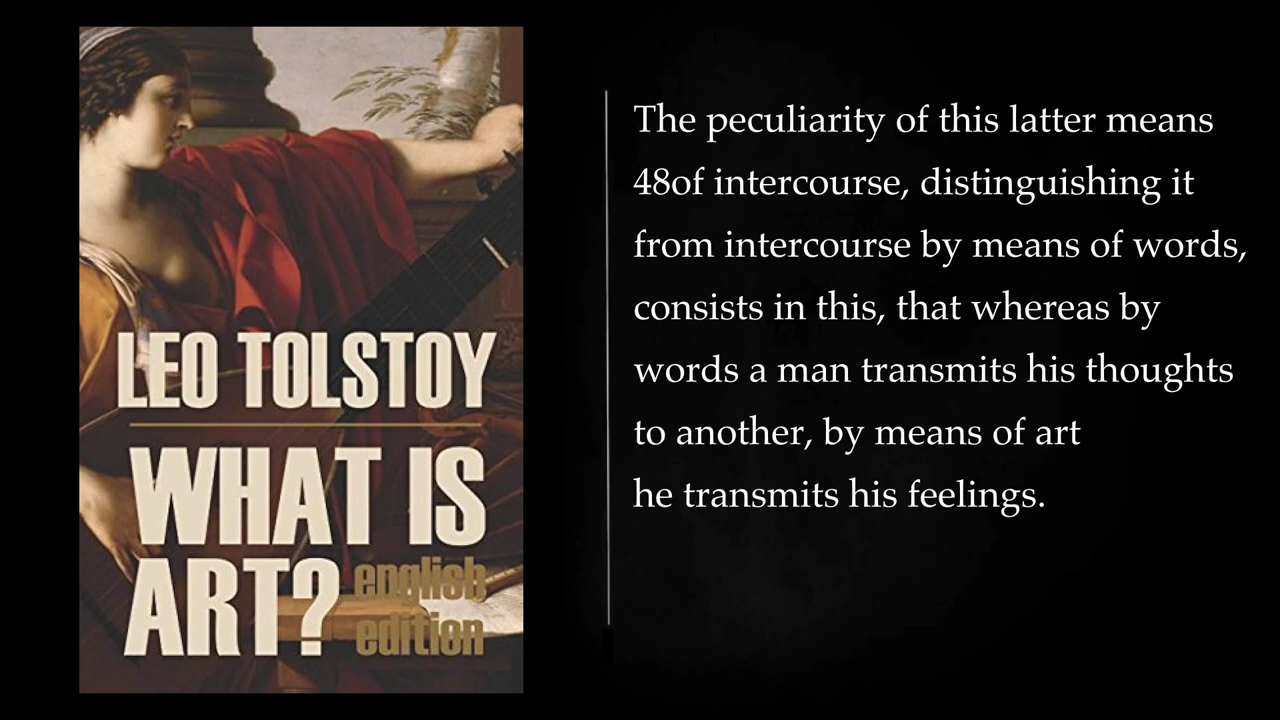 LEO TOLSTOY
WHAT IS
ART?
english
edition
The peculiarity of this latter means
48of intercourse, distinguishing it
from intercourse by means of words,
consists in this, that whereas by
words a man transmits his thoughts
to another, by means of art
he transmits his feelings.